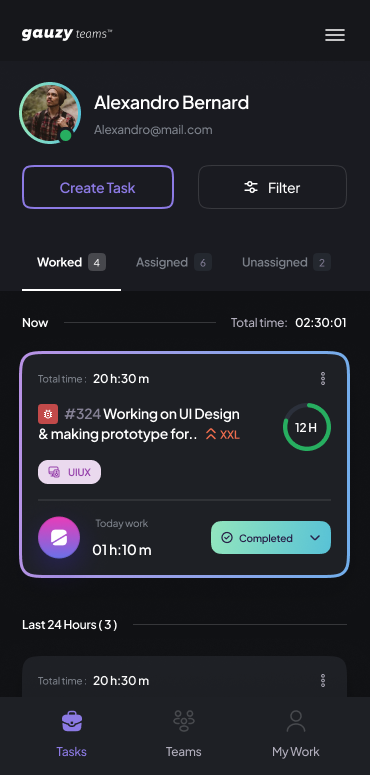 gauzy teams™
Alexandro Bernard
Alexandro@mail.com
Create Task
Filter
Worked 4
Assigned 6
Unassigned 2
Now
Total time: 02:30:01
Total time : 20 h:30 m
#324 Working on UI Design
& making prototype for.. XXL
12 H
UIUX
Today work
01 h:10 m
Completed
Last 24 Hours ( 3 )
Total time : 20 h:30 m
Tasks
Teams
My Work